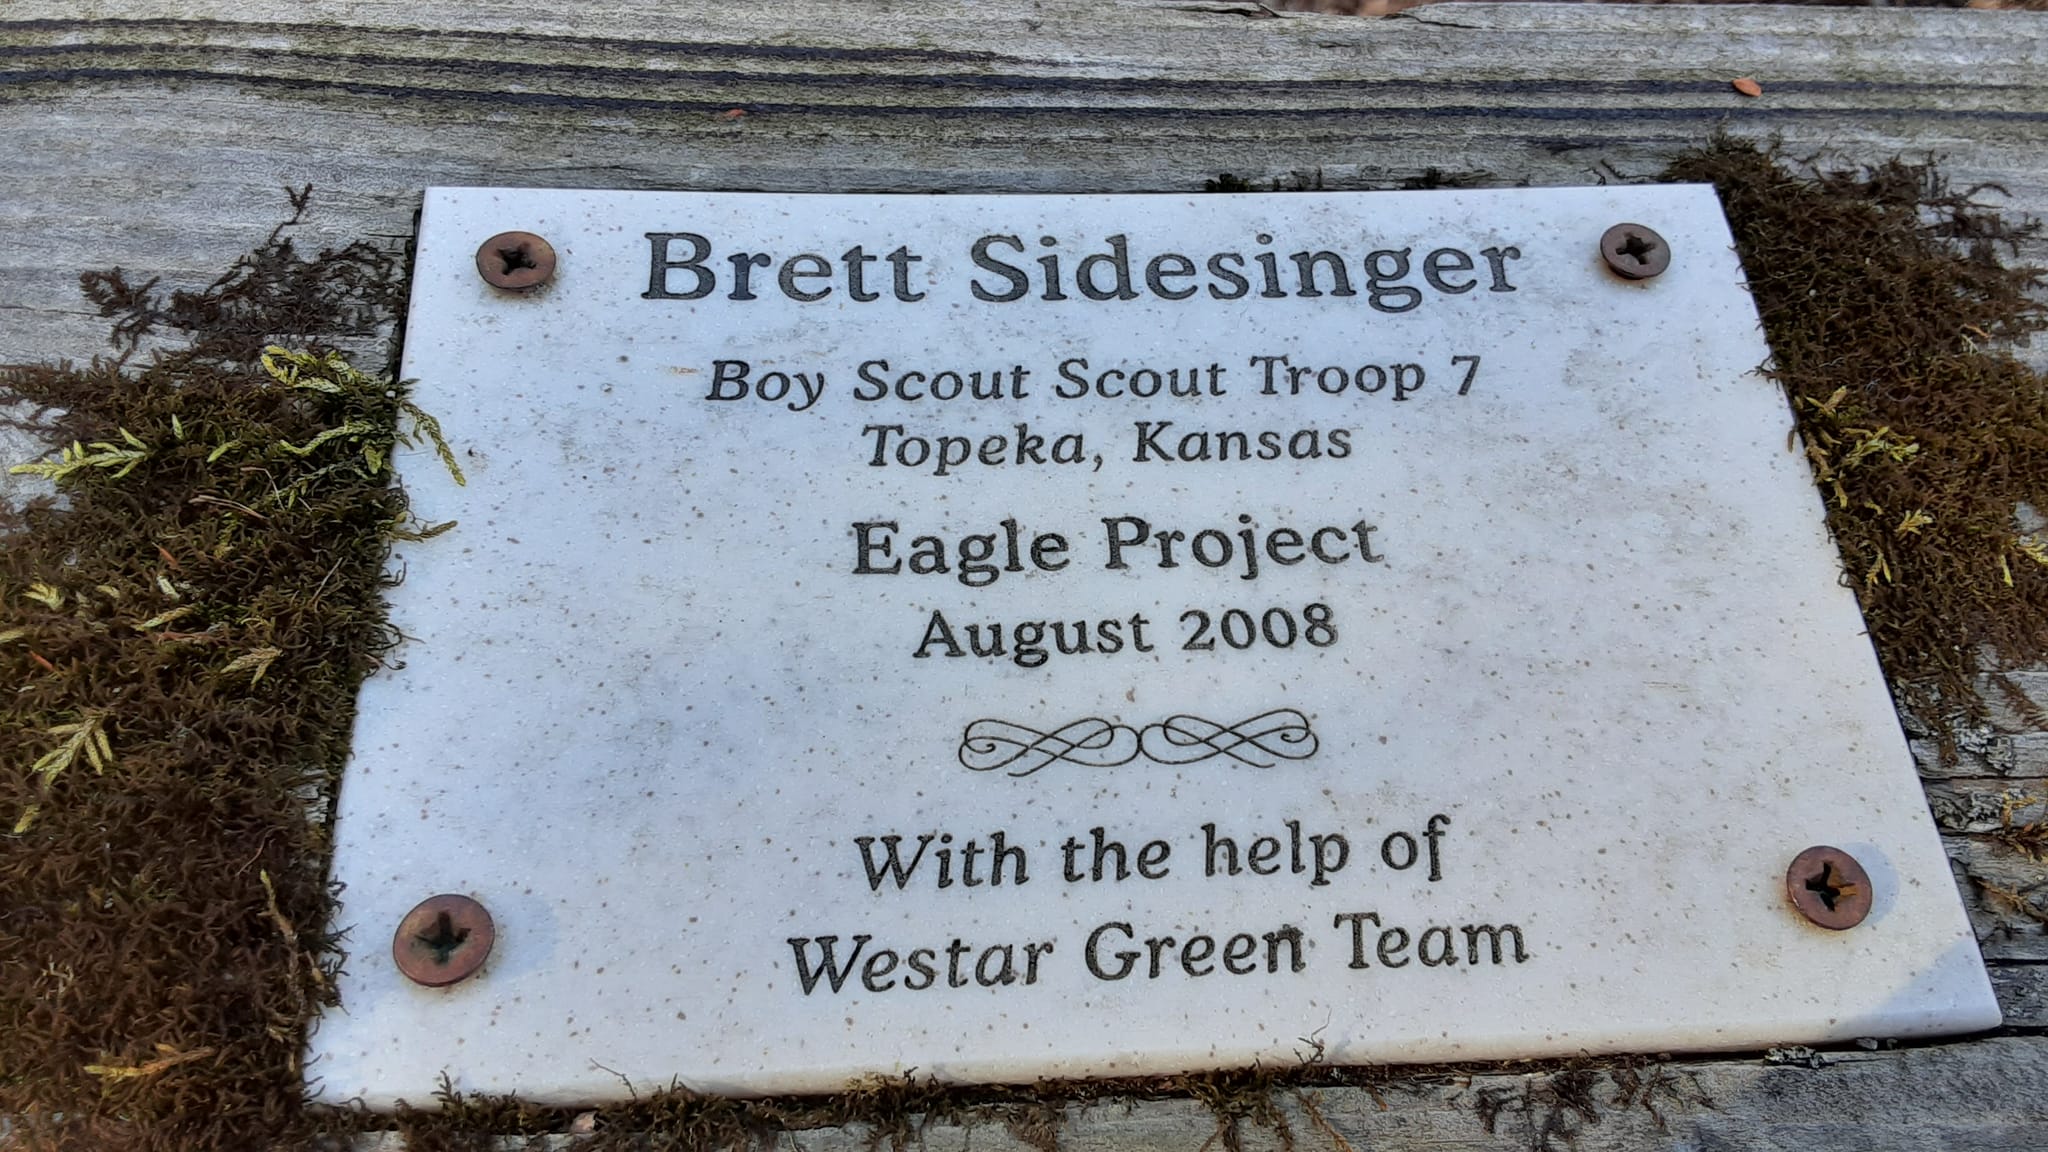 Brett Sidesinger
Boy Scout Scout Troop 7
Topeka, Kansas
Eagle Project
August 2008
With the help of
Westar Green Team